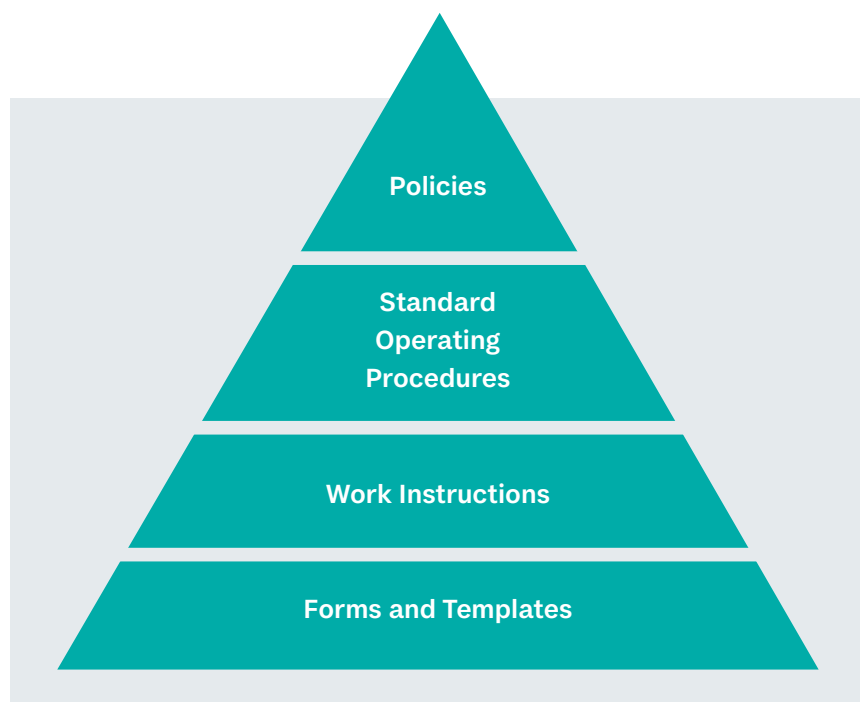 Policies
Standard
Operating
Procedures
Work Instructions
Forms and Templates